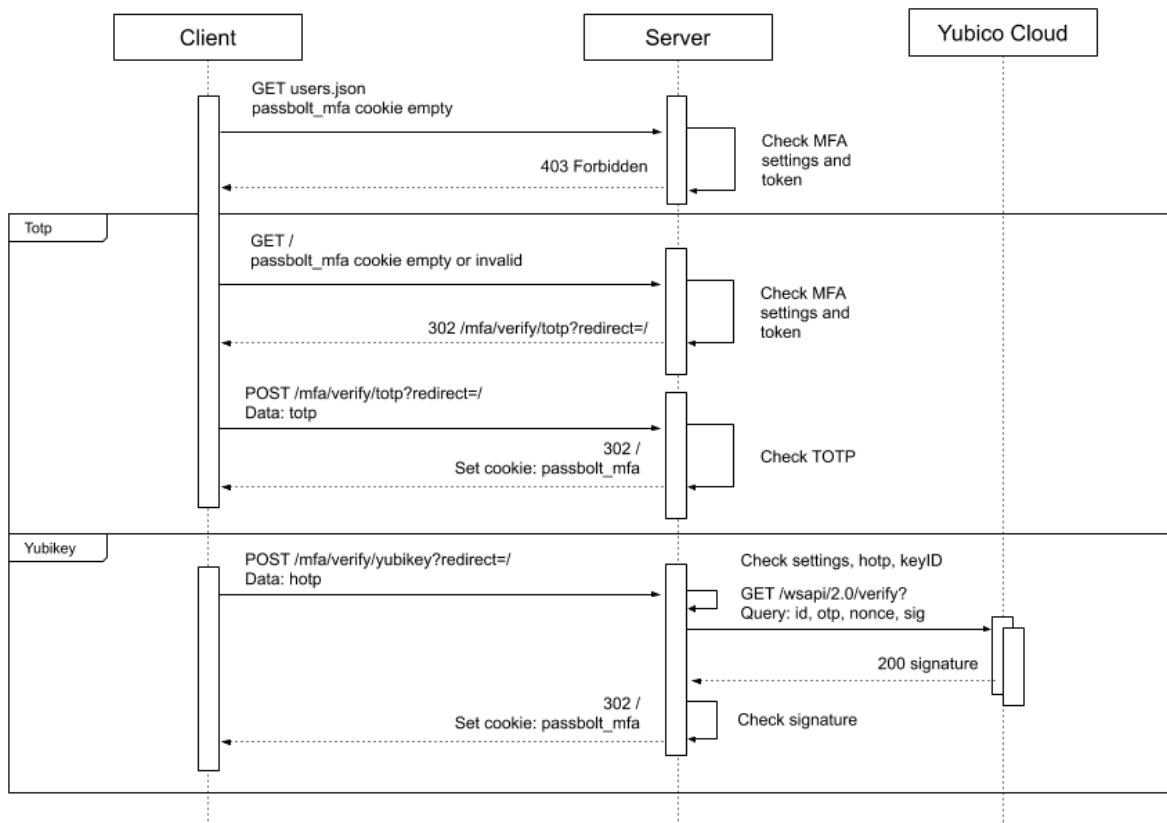 Client
Server
Yubico Cloud
GET users.json
passbolt_mfa cookie empty
Check MFA
settings and
token
403 Forbidden
Totp
GET /
passbolt_mfa cookie empty or invalid
Check MFA
settings and
token
302 /mfa/verify/totp?redirect=/
POST /mfa/verify/totp?redirect=/
Data: totp
302 /
Set cookie: passbolt_mfa
Check TOTP
Yubikey
POST /mfa/verify/yubikey?redirect=/
Data: hotp
Check settings, hotp, keyID
GET /wsapi/2.0/verify?
Query: id, otp, nonce, sig
200 signature
302 /
Set cookie: passbolt_mfa
Check signature